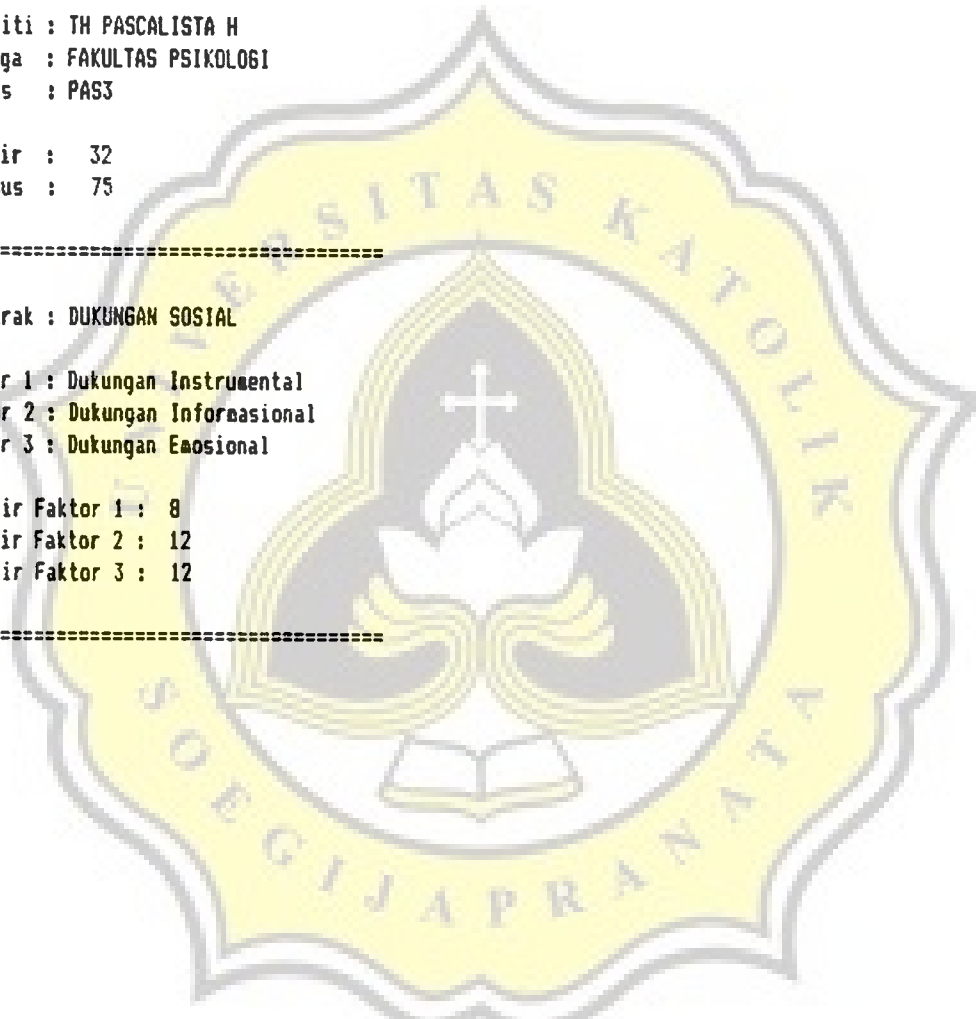 iti : TH PASCALISTA H
ga : FAKULTAS PSIKOLOGI
s : PAS3
ir : 32
us : 75
==================================
rak : DUKUNGAN SOSIAL
r 1 : Dukungan Instrumental
r 2 : Dukungan Informasional
r 3 : Dukungan Emosional
ir Faktor 1 : 8
ir Faktor 2 : 12
ir Faktor 3 : 12
==================================
UNIVERSITAS KATOLIK
SOEGIJAPRANATA